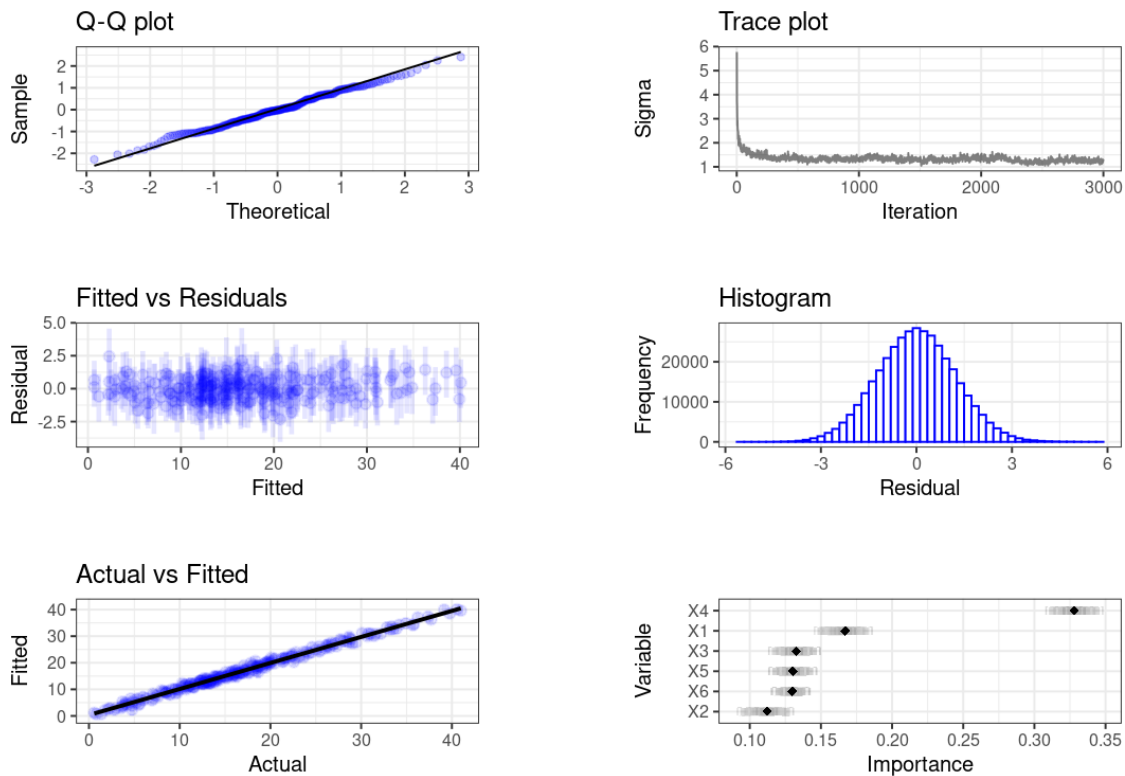 Q-Q plot
Sample
2
1
0
-1
-2
-3 -2 -1 0 1 2 3
Theoretical
Trace plot
Sigma
6
5
4
3
2
1
0 1000 2000 3000
Iteration
Fitted vs Residuals
Residual
5.0
2.5
0.0
-2.5
0 10 20 30 40
Fitted
Histogram
Frequency
20000
10000
0
-6 -3 0 3 6
Residual
Actual vs Fitted
Fitted
40
30
20
10
0
0 10 20 30 40
Actual
Variable
X4
X1
X3
X5
X6
X2
0.10 0.15 0.20 0.25 0.30 0.35
Importance